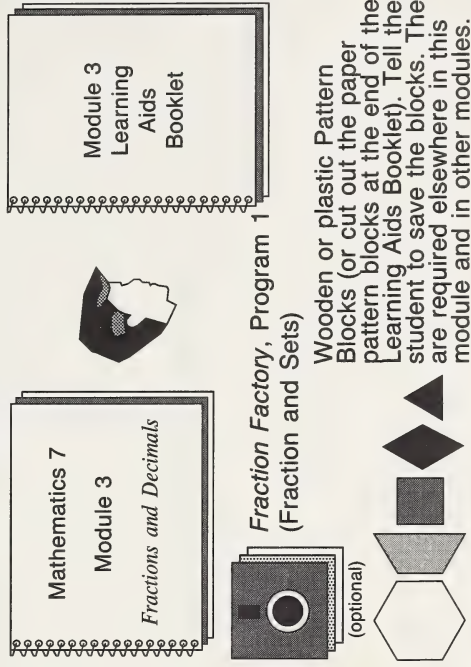 Mathematics 7
Module 3
Fractions and Decimals
Module 3
Learning
Aids
Booklet
Fraction Factory, Program 1
(Fraction and Sets)
(optional)
Wooden or plastic Pattern
Blocks (or cut out the paper
pattern blocks at the end of the
Learning Aids Booklet). Tell the
student to save the blocks. The
are required elsewhere in this
module and in other modules.